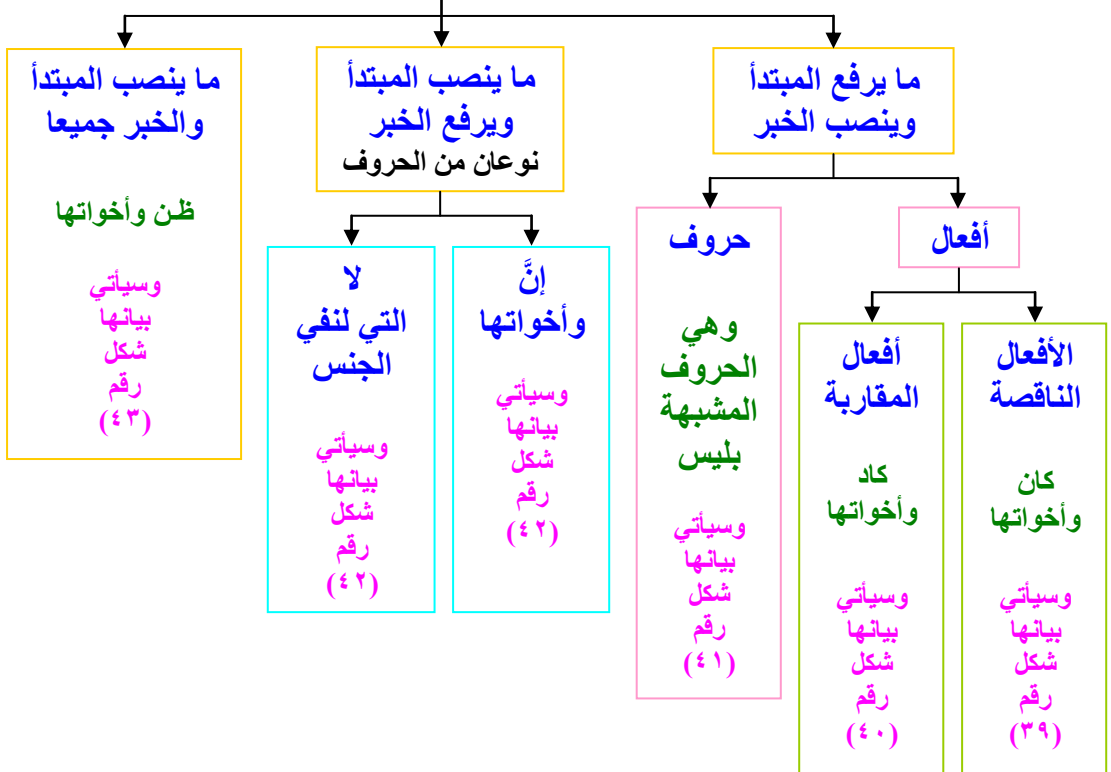 ما يرفع المبتدأ
وينصب الخبر
أفعال
الأفعال
الناقصة
كان
وأخواتها
وسيأتي
بيانها
شكل
رقم
(٣٩)
أفعال
المقاربة
كاد
وأخواتها
وسيأتي
بيانها
شكل
رقم
(٤٠)
حروف
وهي
الحروف
المشبهة
بليس
وسيأتي
بيانها
شكل
رقم
(٤١)
ما ينصب المبتدأ
ويرفع الخبر
نوعان من الحروف
إنَّ
وأخواتها
وسيأتي
بيانها
شكل
رقم
(٤٢)
لا
التي لنفي
الجنس
وسيأتي
بيانها
شكل
رقم
(٤٢)
ما ينصب المبتدأ
والخبر جميعا
ظن وأخواتها
وسيأتي
بيانها
شكل
رقم
(٤٣)